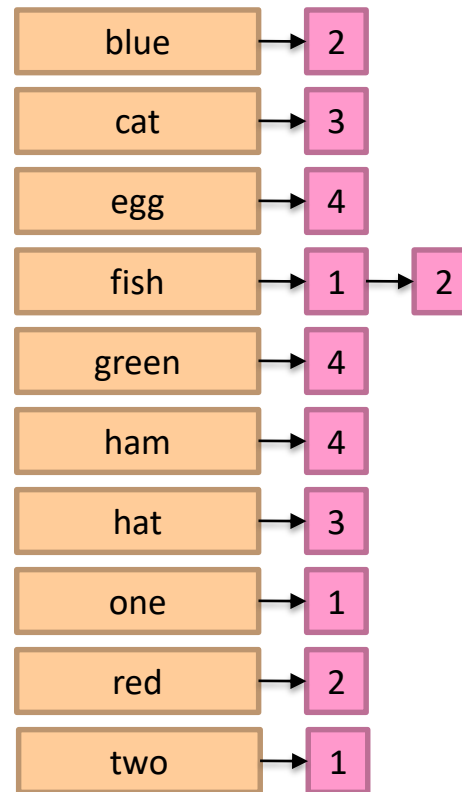 blue 2
cat 3
egg 4
fish 1 2
green 4
ham 4
hat 3
one 1
red 2
two 1